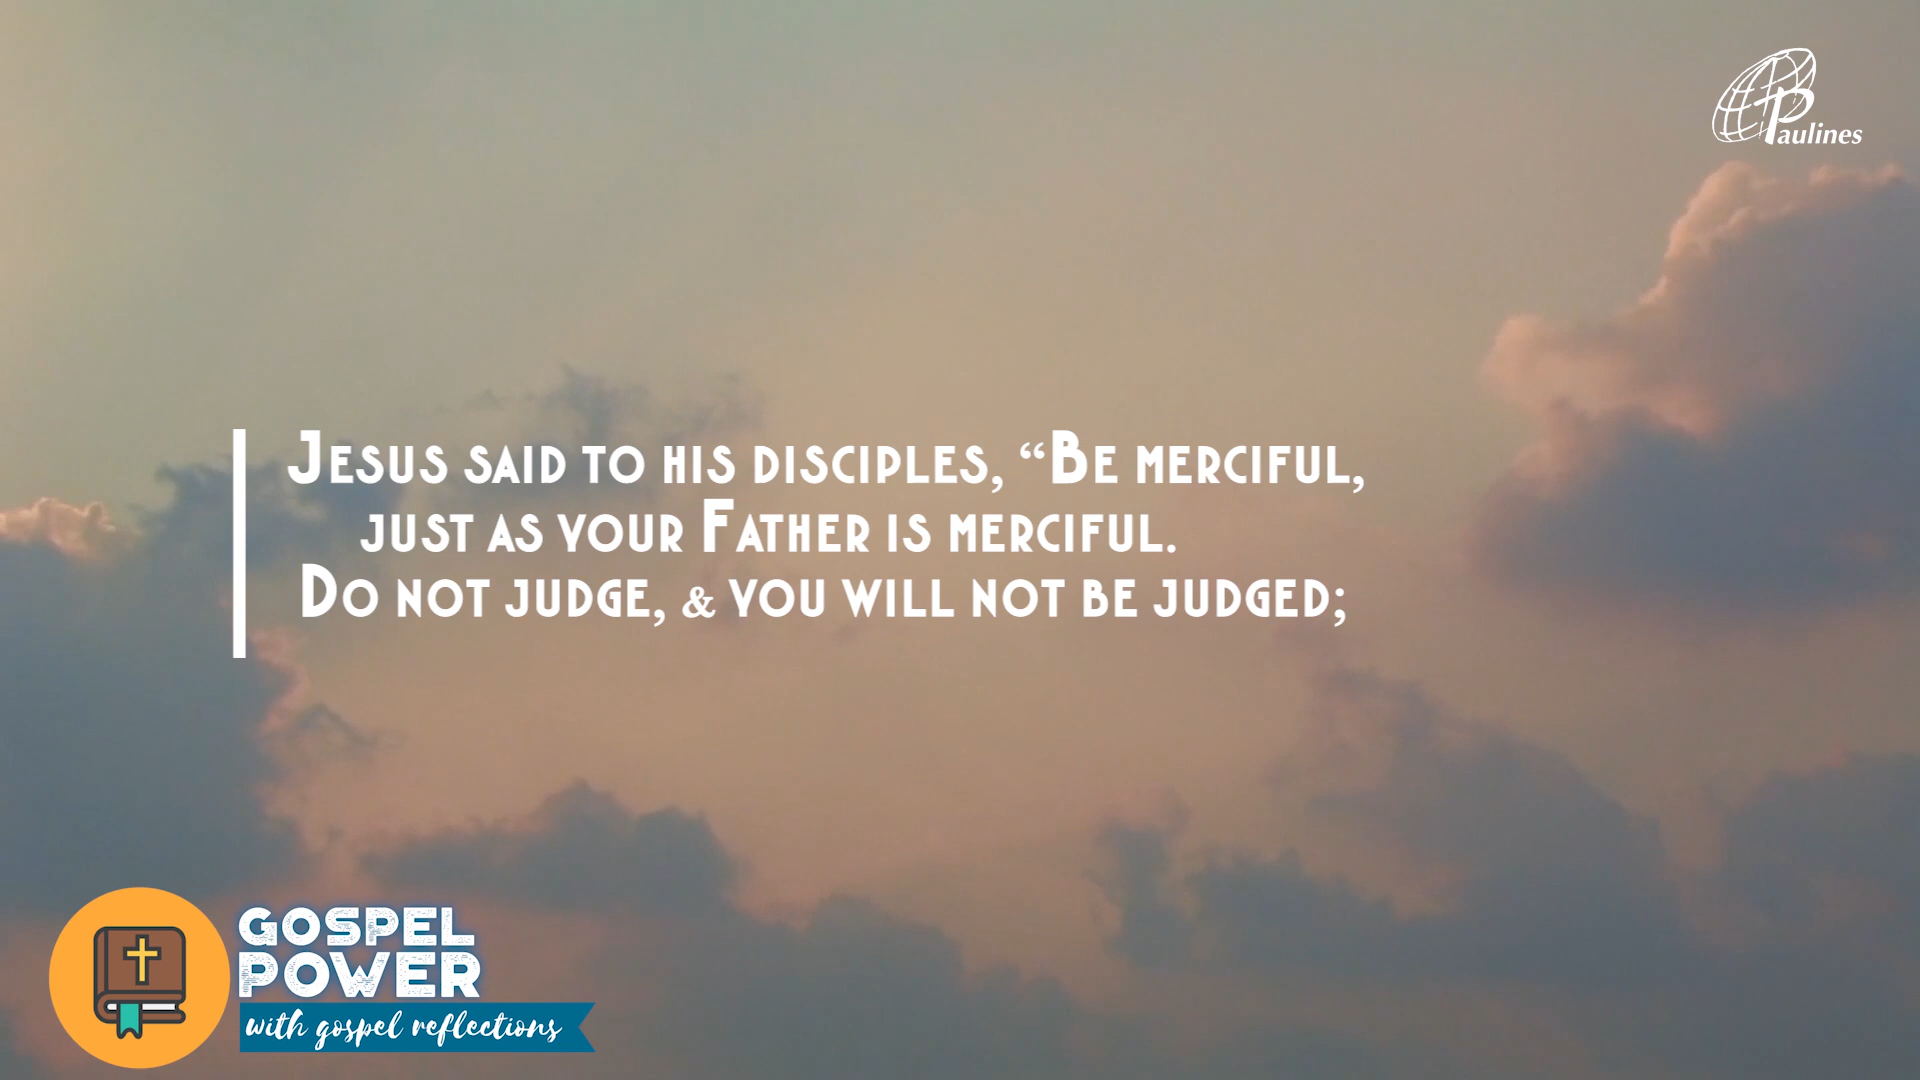 Paulines
Jesus said to his disciples, “Be merciful,
just as your Father is merciful.
Do not judge, & you will not be judged;
GOSPEL
POWER
with gospel reflections